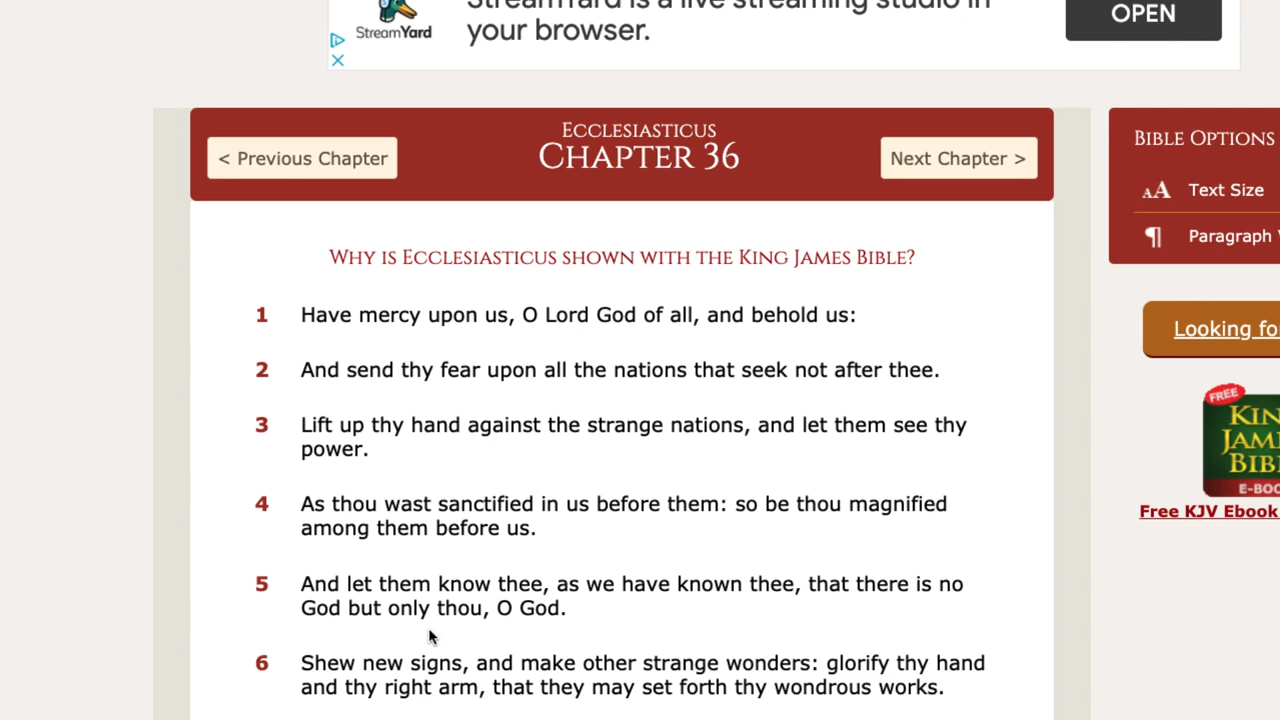 StreamYard is a live streaming studio in
your browser.
StreamYard
OPEN
< Previous Chapter
Ecclesiasticus
Chapter 36
Next Chapter >
Bible Options
Text Size
Paragraph
Why is Ecclesiasticus shown with the King James Bible?
1 Have mercy upon us, O Lord God of all, and behold us:
2 And send thy fear upon all the nations that seek not after thee.
3 Lift up thy hand against the strange nations, and let them see thy
power.
4 As thou wast sanctified in us before them: so be thou magnified
among them before us.
5 And let them know thee, as we have known thee, that there is no
God but only thou, O God.
6 Shew new signs, and make other strange wonders: glorify thy hand
and thy right arm, that they may set forth thy wondrous works.
Looking fo
FREE
KIN
JAM
BIB
E-BOO
Free KJV Ebook